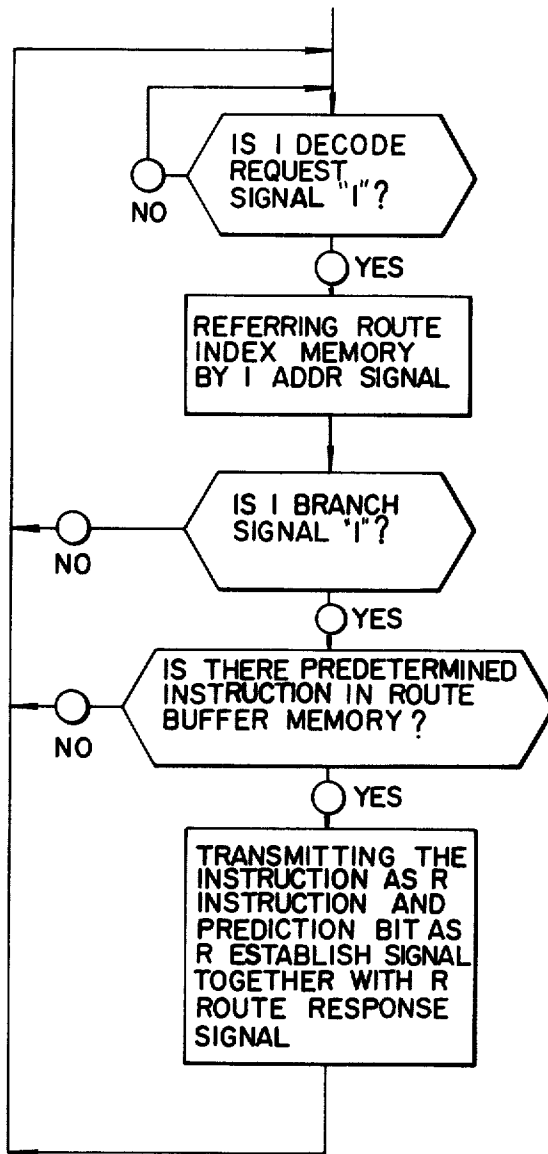 IS I DECODE
REQUEST
SIGNAL "1"?
NO
YES
REFERRING ROUTE
INDEX MEMORY
BY I ADDR SIGNAL
IS I BRANCH
SIGNAL "1"?
NO
YES
IS THERE PREDETERMINED
INSTRUCTION IN ROUTE
BUFFER MEMORY?
NO
YES
TRANSMITTING THE
INSTRUCTION AS R
INSTRUCTION AND
PREDICTION BIT AS
R ESTABLISH SIGNAL
TOGETHER WITH R
ROUTE RESPONSE
SIGNAL